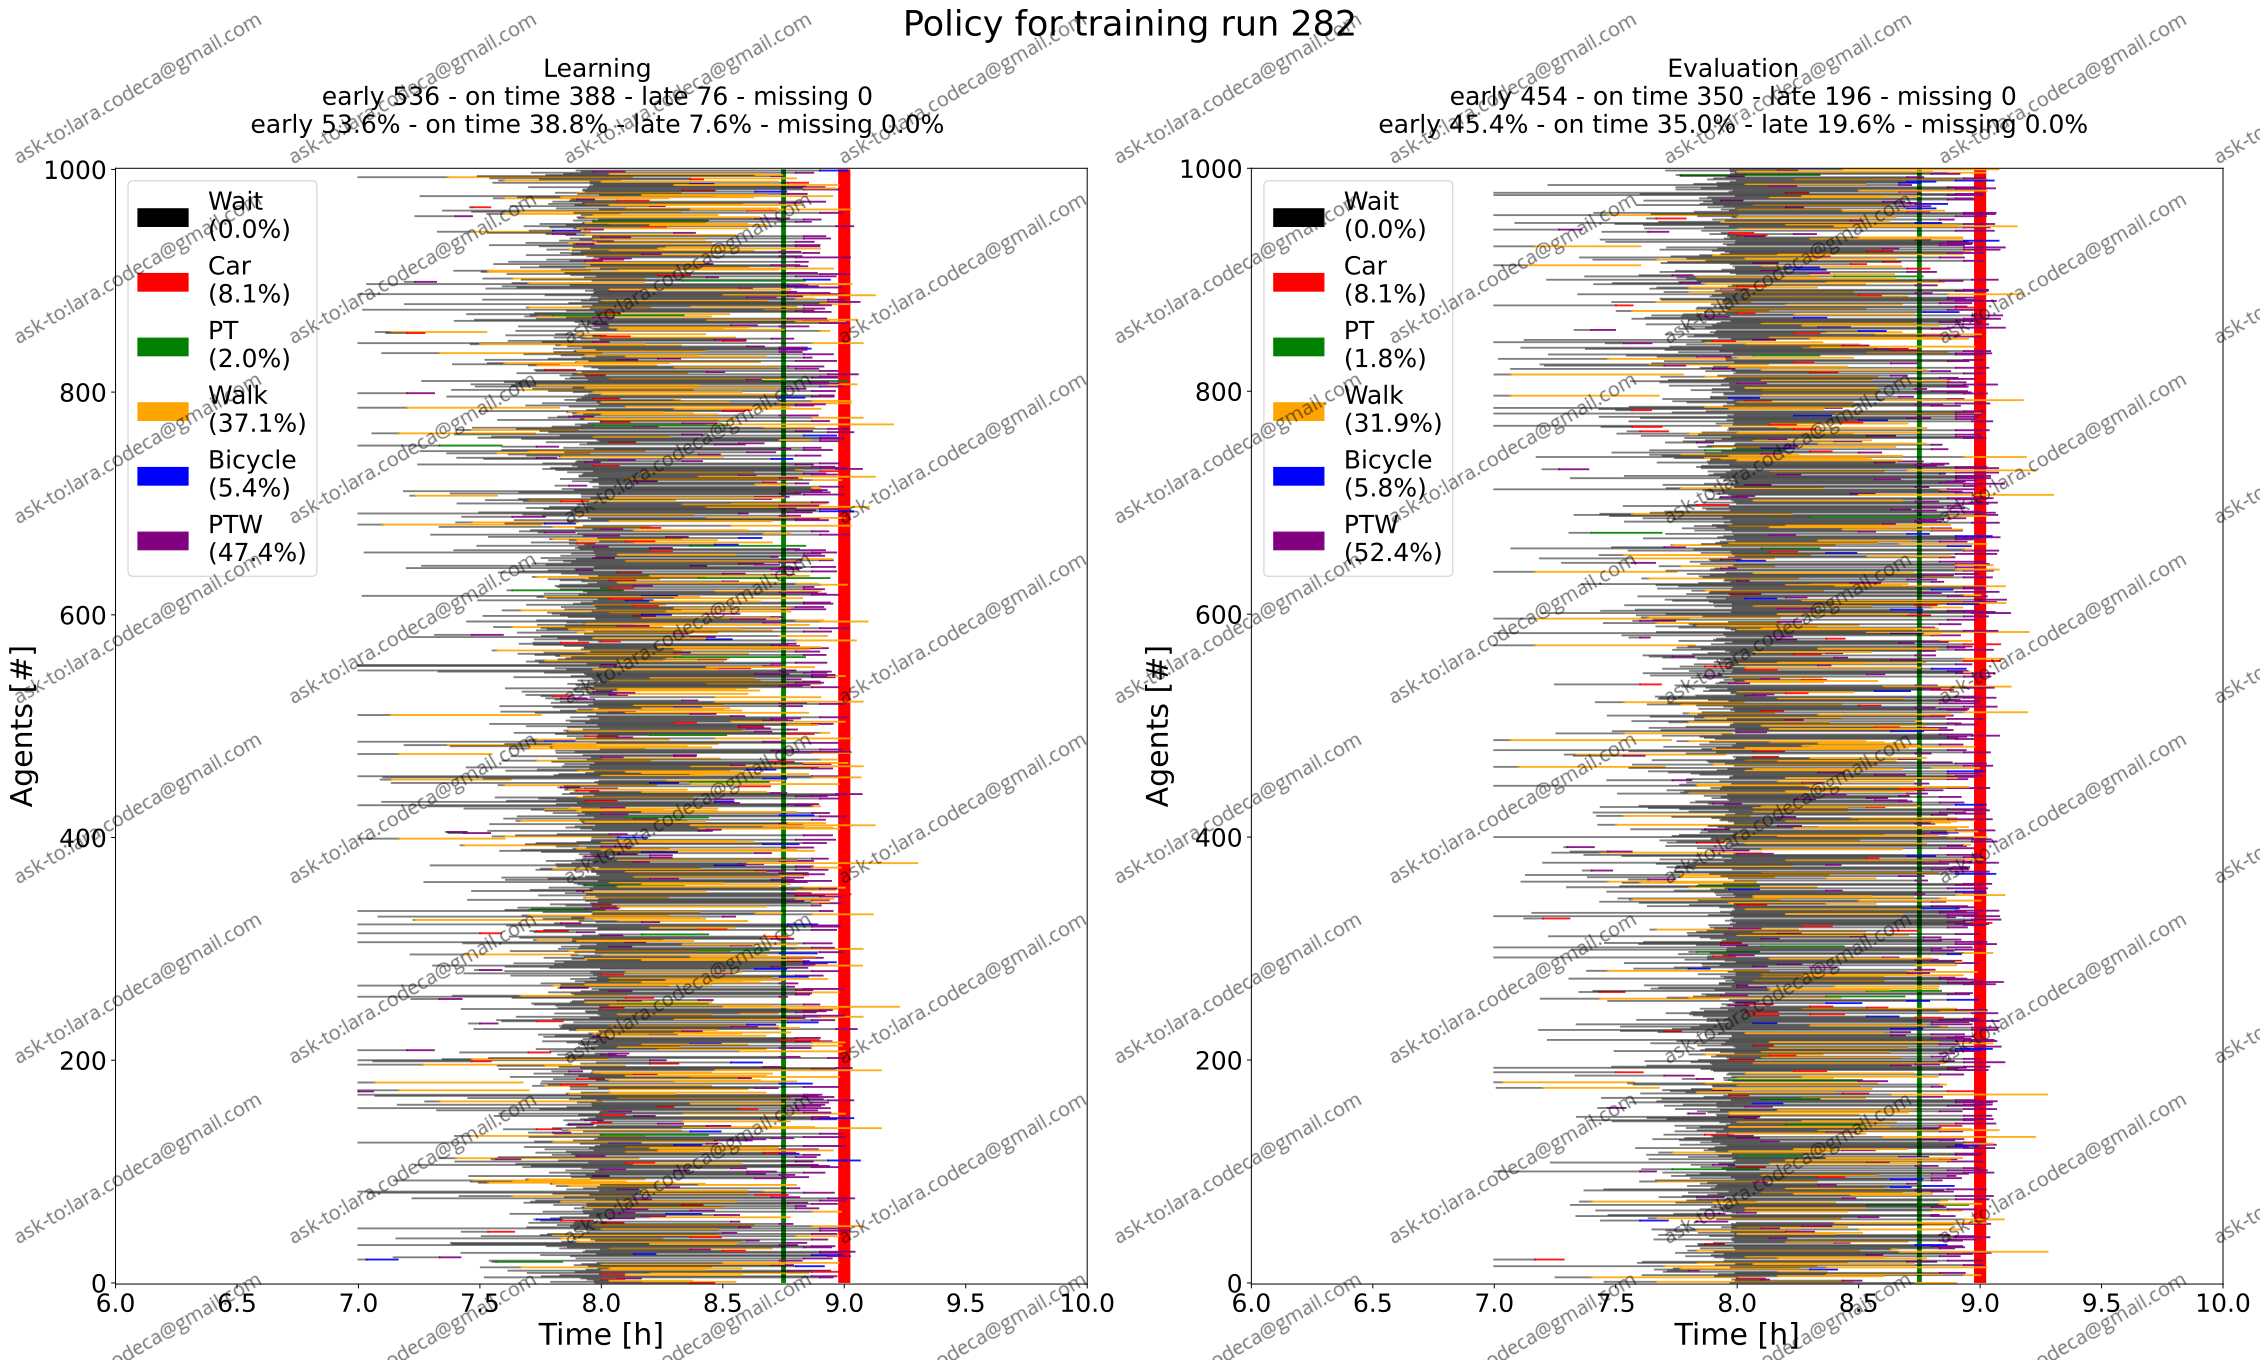 Policy for training run 282
Learning
early 536 - on time 388 - late 76 - missing 0
early 53.6% - on time 38.8% - late 7.6% - missing 0.0%
Agents [#]
1000
800
600
400
200
0
Wait
(0.0%)
Car
(8.1%)
PT
(2.0%)
Walk
(37.1%)
Bicycle
(5.4%)
PTW
(47.4%)
6.0 6.5 7.0 7.5 8.0 8.5 9.0 9.5 10.0
Time [h]
Evaluation
early 454 - on time 350 - late 196 - missing 0
early 45.4% - on time 35.0% - late 19.6% - missing 0.0%
Agents [#]
1000
800
600
400
200
0
Wait
(0.0%)
Car
(8.1%)
PT
(1.8%)
Walk
(31.9%)
Bicycle
(5.8%)
PTW
(52.4%)
6.0 6.5 7.0 7.5 8.0 8.5 9.0 9.5 10.0
Time [h]
ask-to:lara.codeca@gmail.com